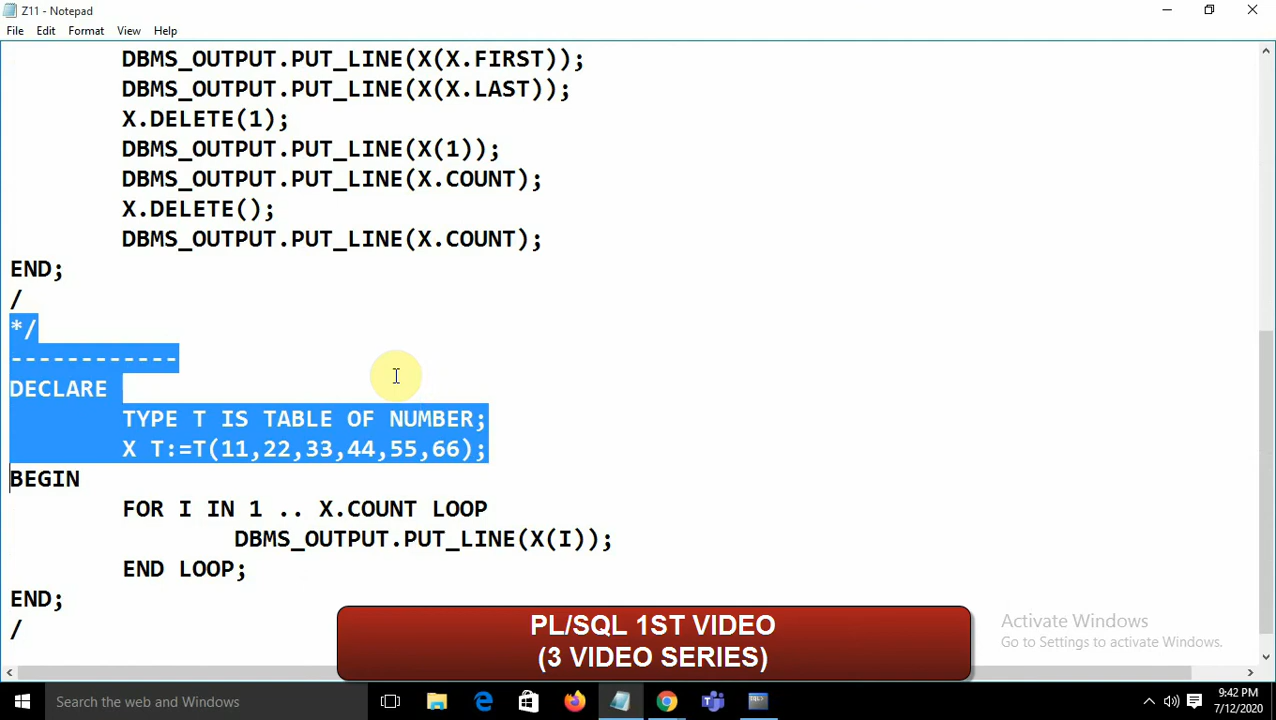 Z11 - Notepad
File Edit Format View Help
DBMS_OUTPUT.PUT_LINE(X(X.FIRST));
DBMS_OUTPUT.PUT_LINE(X(X.LAST));
X.DELETE(1);
DBMS_OUTPUT.PUT_LINE(X(1));
DBMS_OUTPUT.PUT_LINE(X.COUNT);
X.DELETE();
DBMS_OUTPUT.PUT_LINE(X.COUNT);
END;
/
*/
------------
DECLARE
TYPE T IS TABLE OF NUMBER;
X T:=T(11,22,33,44,55,66);
BEGIN
FOR I IN 1 .. X.COUNT LOOP
DBMS_OUTPUT.PUT_LINE(X(I));
END LOOP;
END;
/
PL/SQL 1ST VIDEO
(3 VIDEO SERIES)
Activate Windows
Go to Settings to activate Windows.
Search the web and Windows
9:42 PM
7/12/2020